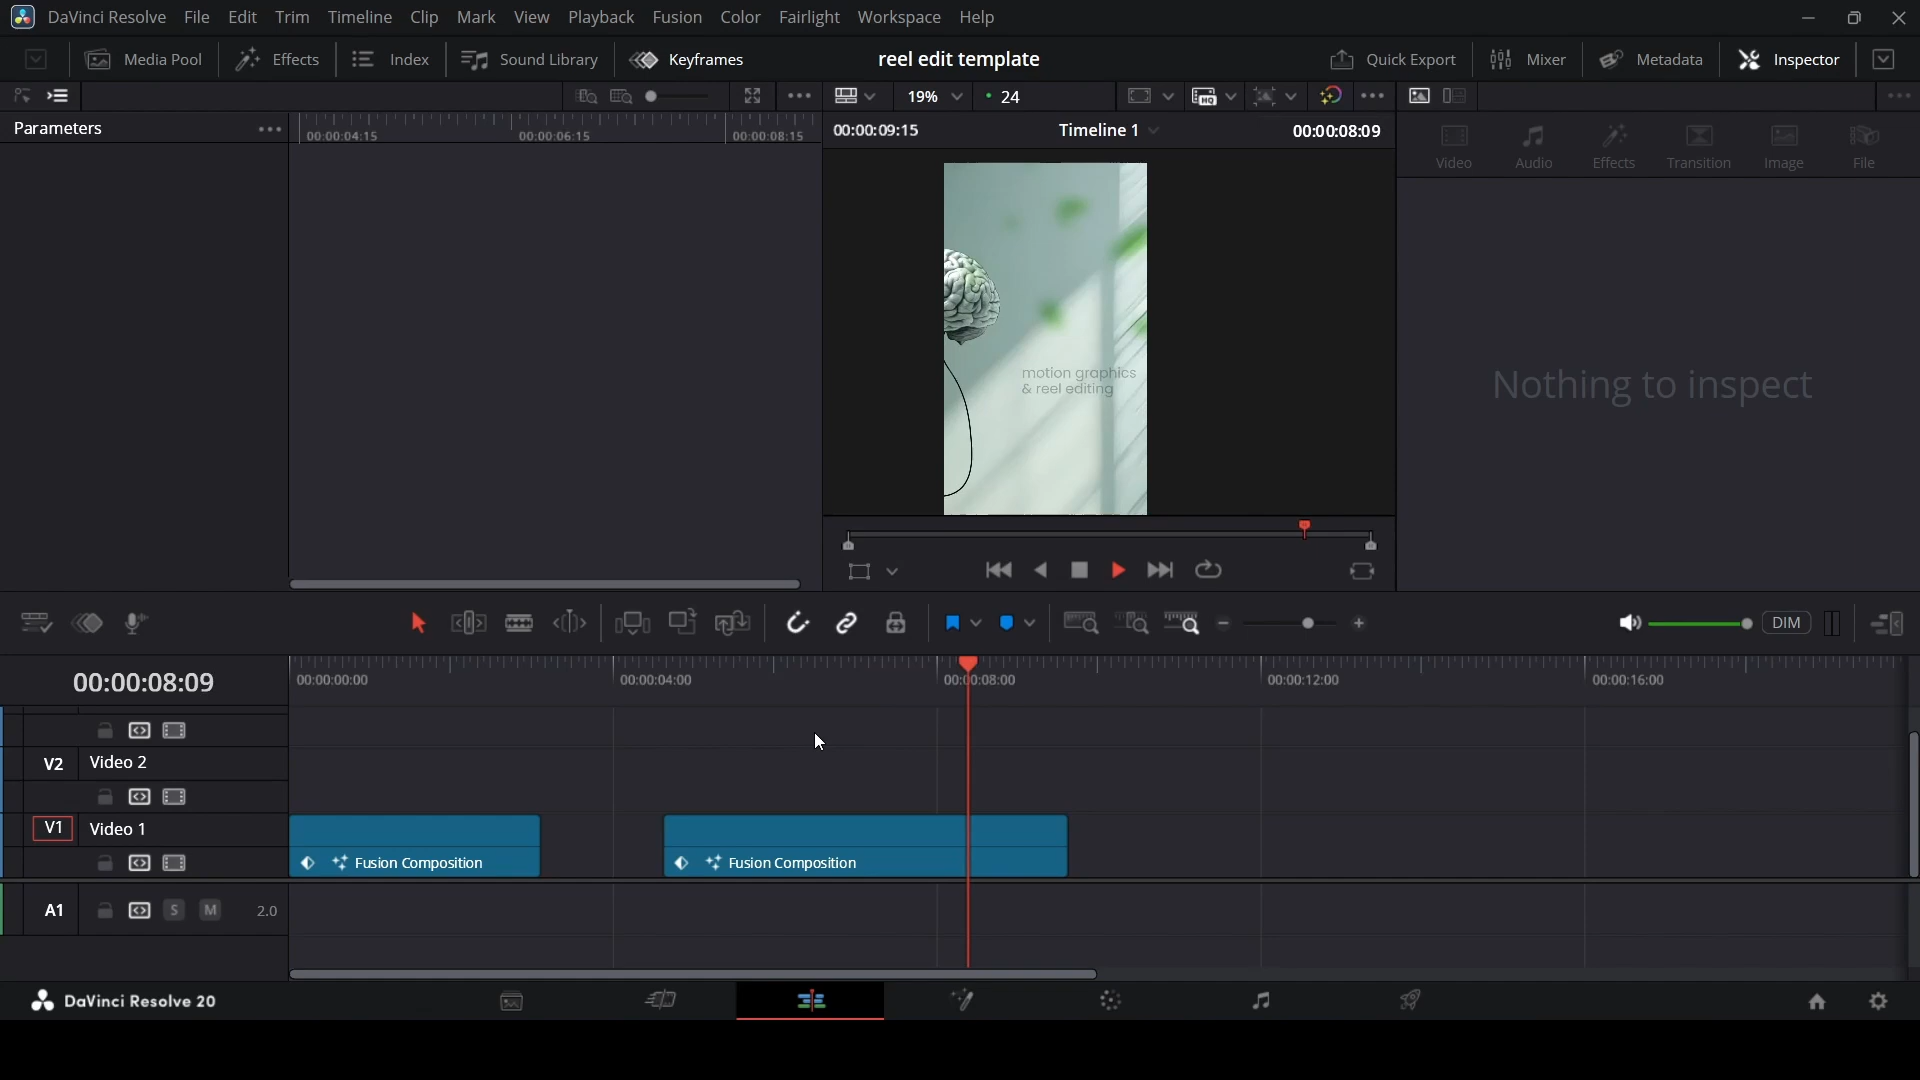 DaVinci Resolve File Edit Trim Timeline Clip Mark View Playback Fusion Color Fairlight Workspace Help
Media Pool Effects Index Sound Library Keyframes reel edit template Quick Export Mixer Metadata Inspector
19% 24 HQ
Parameters 00:00:04:15 00:00:06:15 00:00:08:15 00:00:09:15 Timeline 1 00:00:08:09
Video Audio Effects Transition Image File
motion graphics
& reel editing
Nothing to inspect
DIM
00:00:08:09 00:00:00:00 00:00:04:00 00:00:08:00 00:00:12:00 00:00:16:00
V2 Video 2
V1 Video 1
Fusion Composition Fusion Composition
A1 S M 2.0
DaVinci Resolve 20